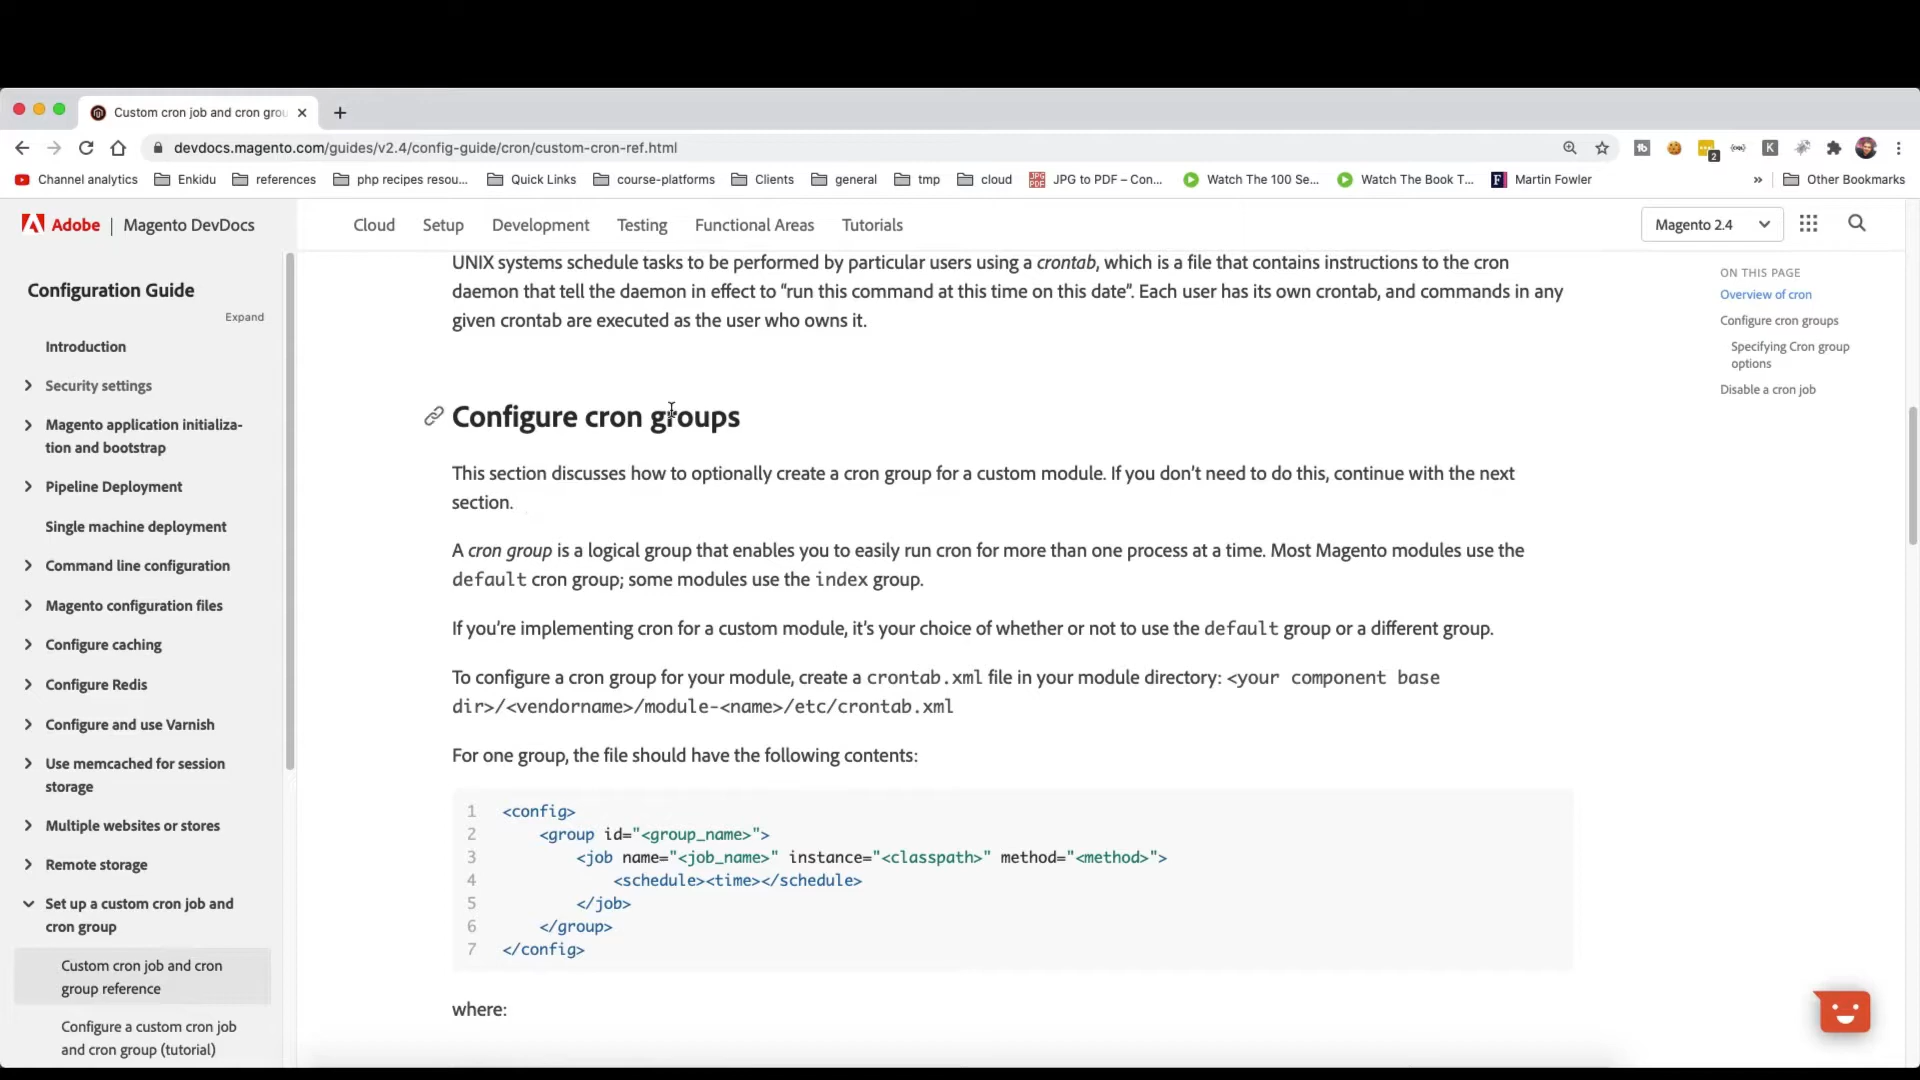 Custom cron job and cron grou
devdocs.magento.com/guides/v2.4/config-guide/cron/custom-cron-ref.html
2
K
Channel analytics
Enkidu
references
php recipes resou...
Quick Links
course-platforms
Clients
general
tmp
cloud
JPG to PDF – Con...
Watch The 100 Se...
Watch The Book T...
Martin Fowler
»
Other Bookmarks
Adobe | Magento DevDocs
Cloud
Setup
Development
Testing
Functional Areas
Tutorials
Magento 2.4
Configuration Guide
Expand
Introduction
Security settings
Magento application initializa-
tion and bootstrap
Pipeline Deployment
Single machine deployment
Command line configuration
Magento configuration files
Configure caching
Configure Redis
Configure and use Varnish
Use memcached for session
storage
Multiple websites or stores
Remote storage
Set up a custom cron job and
cron group
Custom cron job and cron
group reference
Configure a custom cron job
and cron group (tutorial)
UNIX systems schedule tasks to be performed by particular users using a crontab, which is a file that contains instructions to the cron
daemon that tell the daemon in effect to “run this command at this time on this date”. Each user has its own crontab, and commands in any
given crontab are executed as the user who owns it.
Configure cron groups
This section discusses how to optionally create a cron group for a custom module. If you don’t need to do this, continue with the next
section.
A cron group is a logical group that enables you to easily run cron for more than one process at a time. Most Magento modules use the
default cron group; some modules use the index group.
If you’re implementing cron for a custom module, it’s your choice of whether or not to use the default group or a different group.
To configure a cron group for your module, create a crontab.xml file in your module directory: <your component base
dir>/<vendorname>/module-<name>/etc/crontab.xml
For one group, the file should have the following contents:
1 <config>
2 <group id="<group_name>">
3 <job name="<job_name>" instance="<classpath>" method="<method>">
4 <schedule><time></schedule>
5 </job>
6 </group>
7 </config>
where:
ON THIS PAGE
Overview of cron
Configure cron groups
Specifying Cron group
options
Disable a cron job